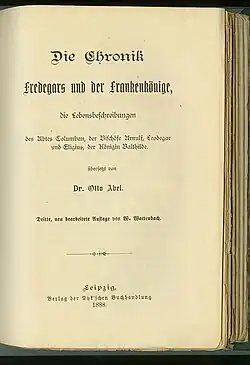 Die Chronik
Fredegars und der Frankenkönige,
die Lebensbeschreibungen
des Abtes Columban, der Bischöfe Arnulf, Leodegar
und Eligius, der Königin Balthilde.
übersetzt von
Dr. Otto Abel.
Dritte, neu bearbeitete Auflage von W. Wattenbach.
Leipzig,
Verlag der Dyk'schen Buchhandlung
1888.